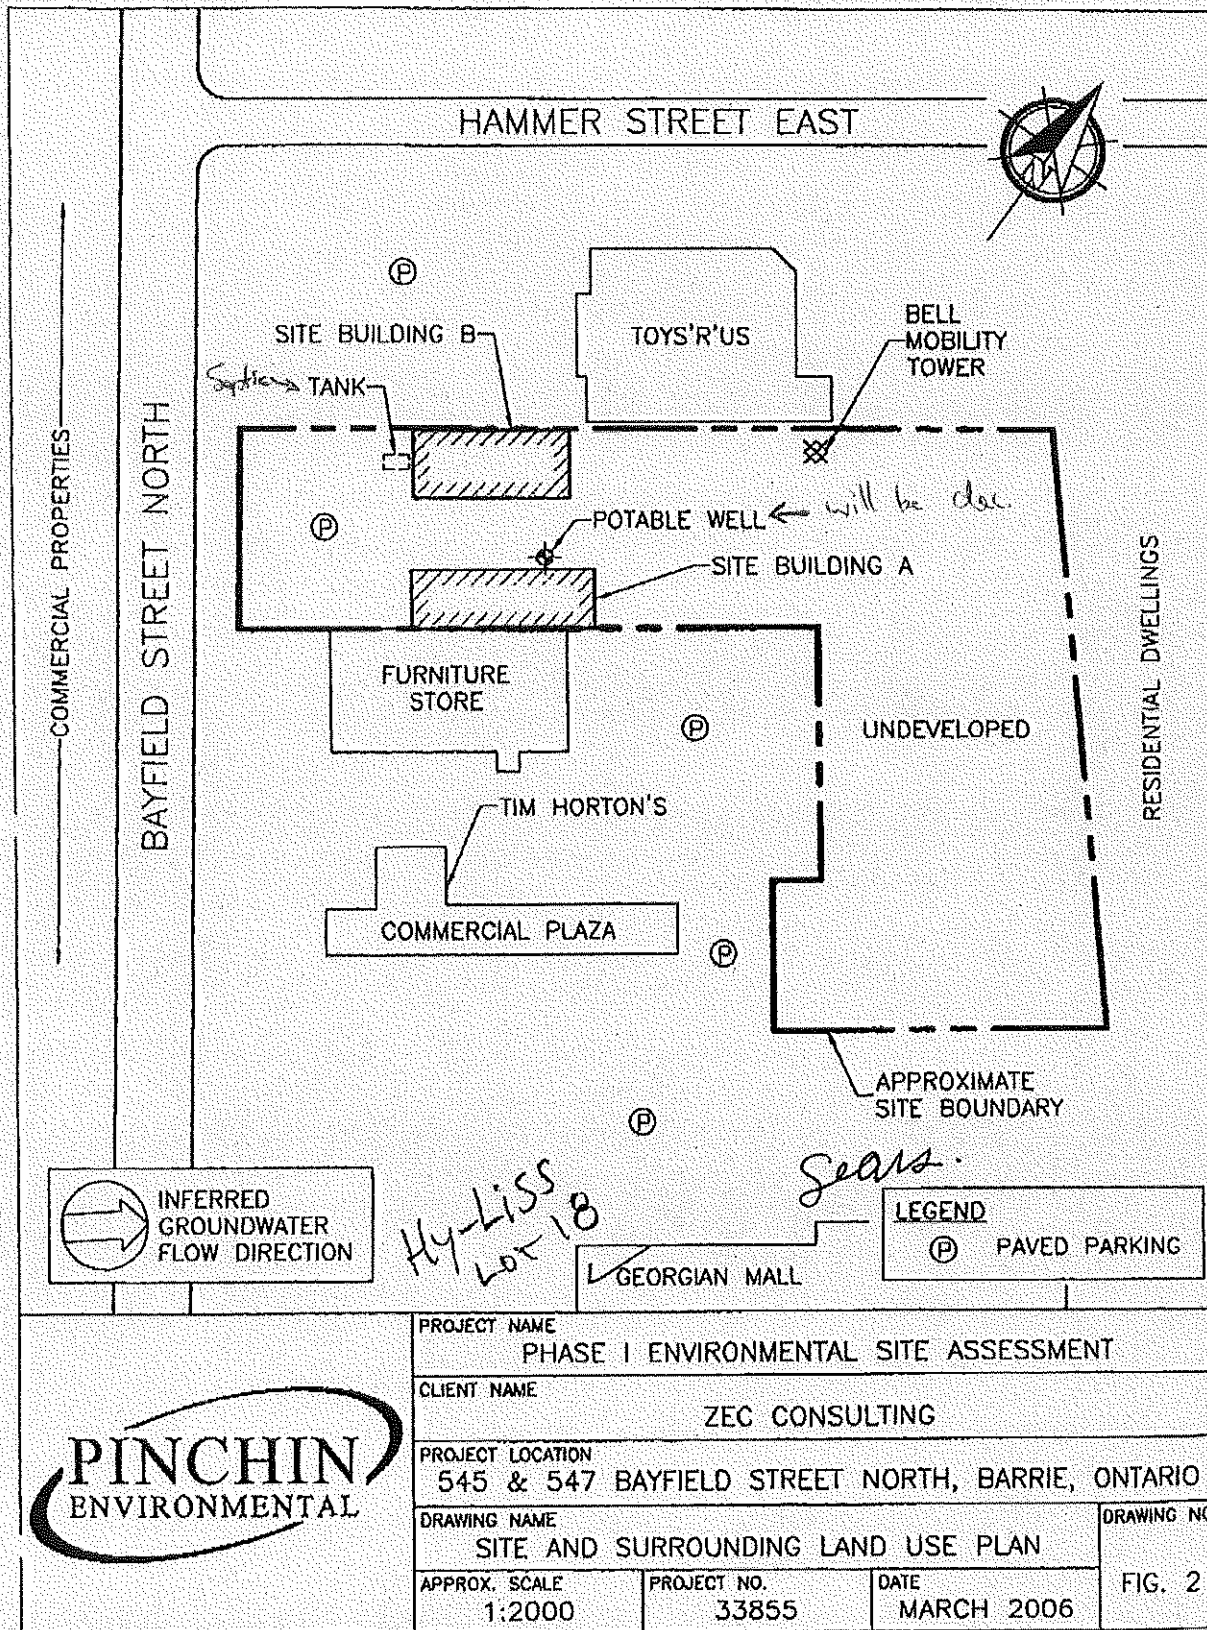 HAMMER STREET EAST
N
Ⓟ
SITE BUILDING B
TOYS'R'US
BELL
MOBILITY
TOWER
Septic TANK
COMMERCIAL PROPERTIES
BAYFIELD STREET NORTH
Ⓟ
POTABLE WELL ← will be
SITE BUILDING A
RESIDENTIAL DWELLINGS
FURNITURE
STORE
Ⓟ
UNDEVELOPED
TIM HORTON'S
COMMERCIAL PLAZA
Ⓟ
APPROXIMATE
SITE BOUNDARY
Ⓟ
INFERRED
GROUNDWATER
FLOW DIRECTION
Hy-Liss
Lot 18
Sears.
GEORGIAN MALL
LEGEND
Ⓟ PAVED PARKING
PINCHIN
ENVIRONMENTAL
PROJECT NAME
PHASE I ENVIRONMENTAL SITE ASSESSMENT
CLIENT NAME
ZEC CONSULTING
PROJECT LOCATION
545 & 547 BAYFIELD STREET NORTH, BARRIE, ONTARIO
DRAWING NAME
SITE AND SURROUNDING LAND USE PLAN
DRAWING NO
FIG. 2
APPROX. SCALE
1:2000
PROJECT NO.
33855
DATE
MARCH 2006